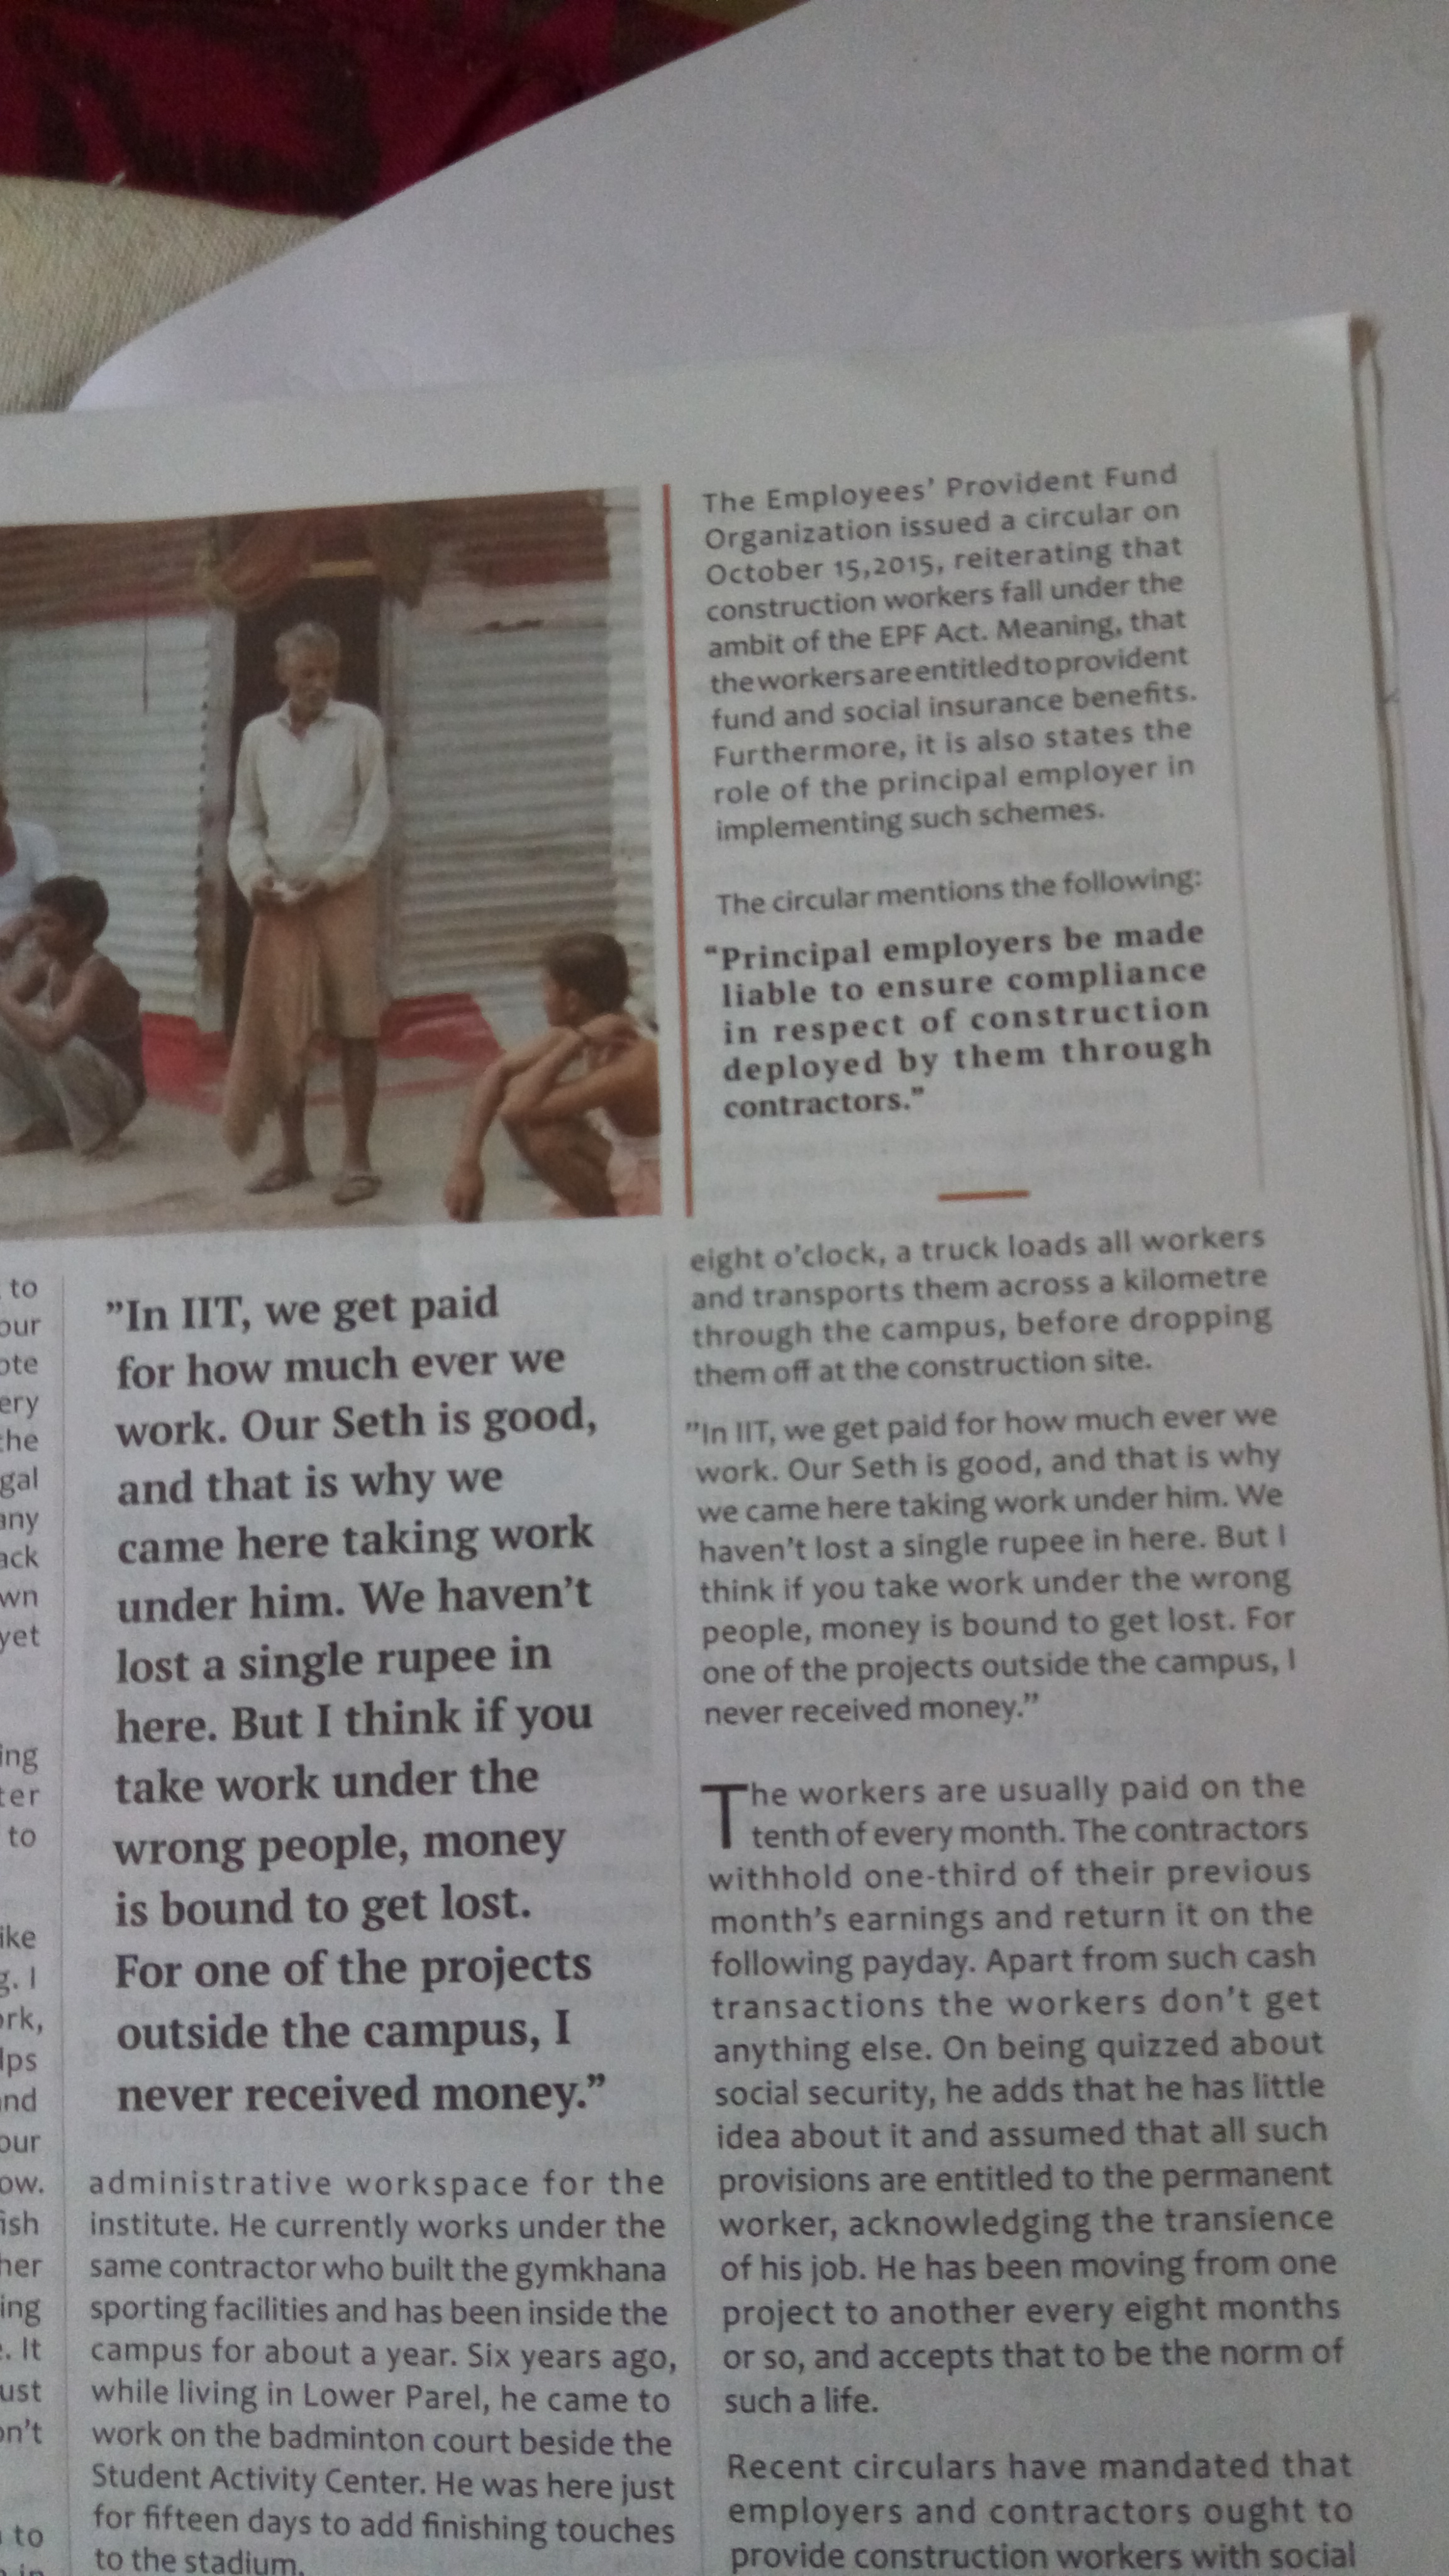 The Employees' Provident Fund
Organization issued a circular on
October 15,2015, reiterating that
construction workers fall under the
ambit of the EPF Act. Meaning, that
the workers are entitled to provident
fund and social insurance benefits.
Furthermore, it is also states the
role of the principal employer in
implementing such schemes.
The circular mentions the following:
“Principal employers be made
liable to ensure compliance
in respect of construction
deployed by them through
contractors.”
to
our
ote
ery
the
gal
any
ack
wn
yet
ing
ter
to
ike
g. I
ork,
lps
nd
our
ow.
ish
her
ing
. It
ust
on't
to
in
”In IIT, we get paid
for how much ever we
work. Our Seth is good,
and that is why we
came here taking work
under him. We haven't
lost a single rupee in
here. But I think if you
take work under the
wrong people, money
is bound to get lost.
For one of the projects
outside the campus, I
never received money.”
administrative workspace for the
institute. He currently works under the
same contractor who built the gymkhana
sporting facilities and has been inside the
campus for about a year. Six years ago,
while living in Lower Parel, he came to
work on the badminton court beside the
Student Activity Center. He was here just
for fifteen days to add finishing touches
to the stadium.
eight o'clock, a truck loads all workers
and transports them across a kilometre
through the campus, before dropping
them off at the construction site.
”In IIT, we get paid for how much ever we
work. Our Seth is good, and that is why
we came here taking work under him. We
haven't lost a single rupee in here. But I
think if you take work under the wrong
people, money is bound to get lost. For
one of the projects outside the campus, I
never received money.”
The workers are usually paid on the
tenth of every month. The contractors
withhold one-third of their previous
month's earnings and return it on the
following payday. Apart from such cash
transactions the workers don't get
anything else. On being quizzed about
social security, he adds that he has little
idea about it and assumed that all such
provisions are entitled to the permanent
worker, acknowledging the transience
of his job. He has been moving from one
project to another every eight months
or so, and accepts that to be the norm of
such a life.
Recent circulars have mandated that
employers and contractors ought to
provide construction workers with social